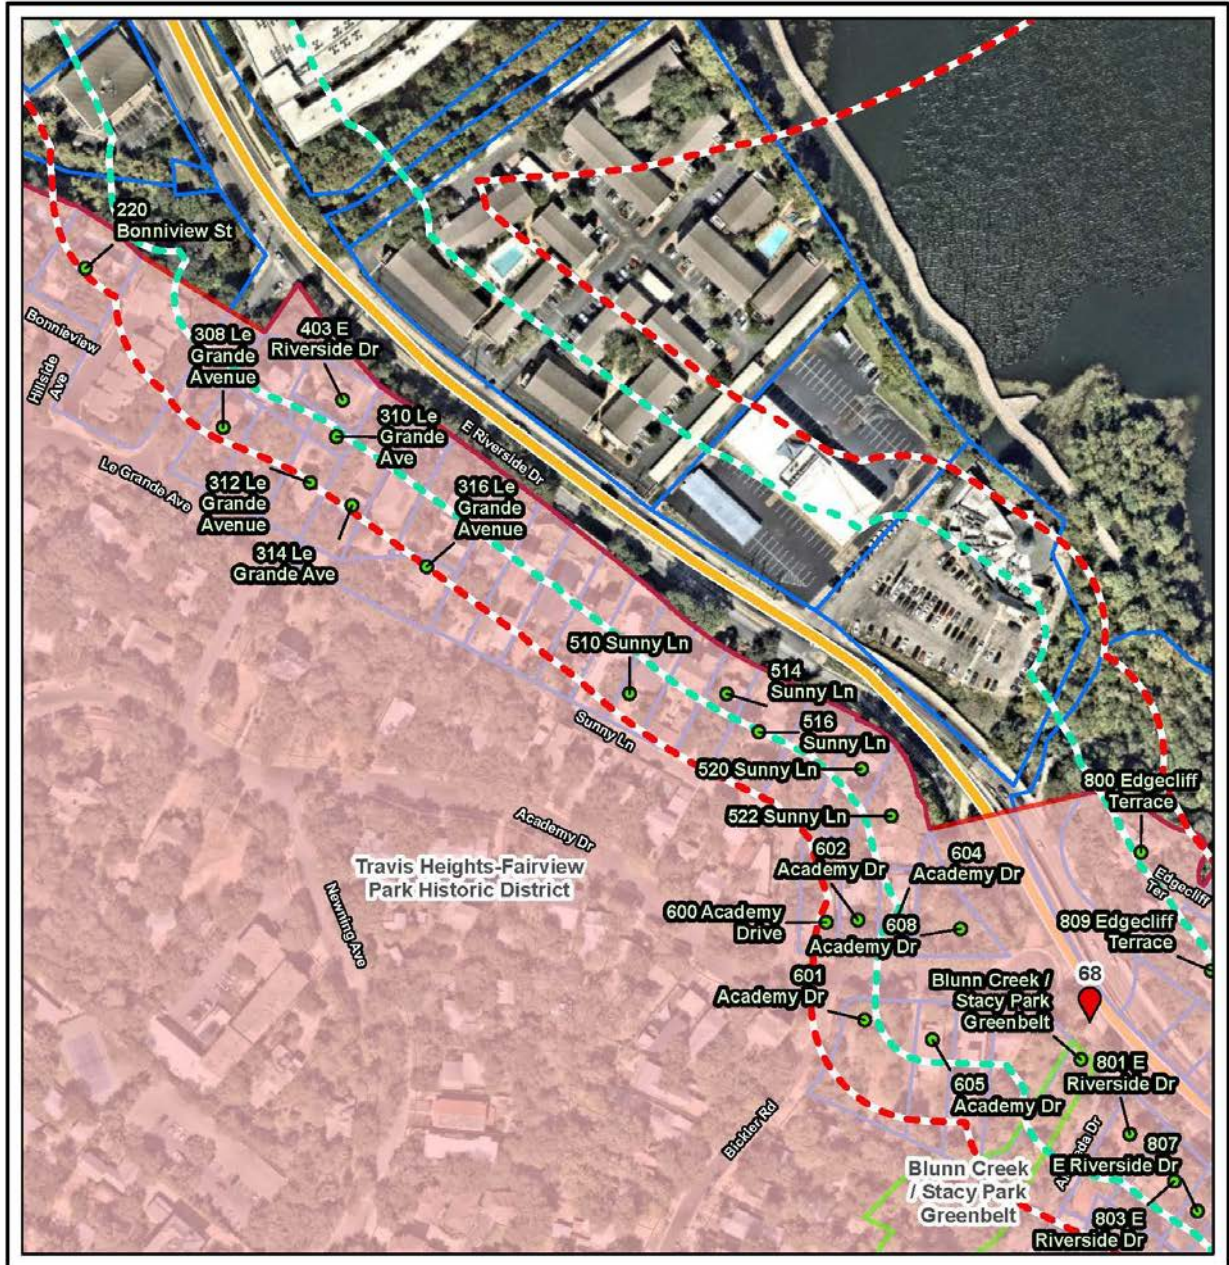 220
Bonniview St
Bonnieview
Hillside
Ave
308 Le
Grande
Avenue
403 E
Riverside Dr
310 Le
Grande
Ave
E Riverside Dr
Le Grande Ave
312 Le
Grande
Avenue
316 Le
Grande
Avenue
314 Le
Grande Ave
510 Sunny Ln
514
Sunny Ln
Sunny Ln
516
Sunny Ln
520 Sunny Ln
800 Edgecliff
Terrace
522 Sunny Ln
Academy Dr
602
Academy Dr
604
Academy Dr
Travis Heights-Fairview
Park Historic District
Edgecliff
Ter
Newning Ave
600 Academy
Drive
608
Academy Dr
809 Edgecliff
Terrace
601
Academy Dr
Blunn Creek /
Stacy Park
Greenbelt
68
801 E
Riverside Dr
605
Academy Dr
Bickler Rd
807
E Riverside Dr
Blunn Creek
/ Stacy Park
Greenbelt
803 E
Riverside Dr